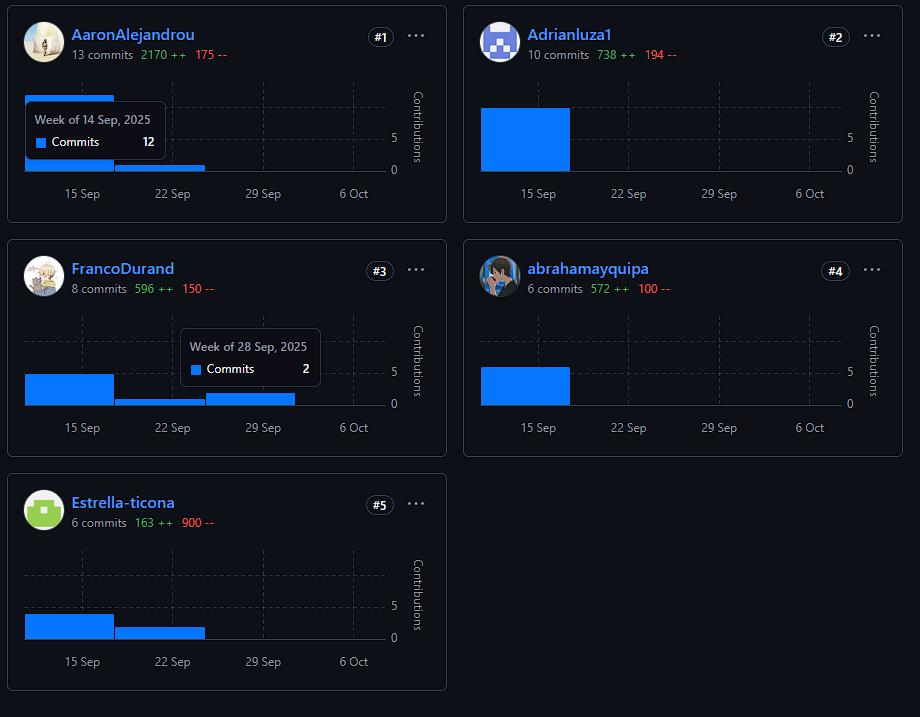 AaronAlejandrou
#1
13 commits 2170 ++ 175 --
Week of 14 Sep, 2025
Commits 12
5
0
Contributions
15 Sep 22 Sep 29 Sep 6 Oct
Adrianluza1
#2
10 commits 738 ++ 194 --
5
0
Contributions
15 Sep 22 Sep 29 Sep 6 Oct
FrancoDurand
#3
8 commits 596 ++ 150 --
Week of 28 Sep, 2025
Commits 2
5
0
Contributions
15 Sep 22 Sep 29 Sep 6 Oct
abrahamayquipa
#4
6 commits 572 ++ 100 --
5
0
Contributions
15 Sep 22 Sep 29 Sep 6 Oct
Estrella-ticona
#5
6 commits 163 ++ 900 --
5
0
Contributions
15 Sep 22 Sep 29 Sep 6 Oct